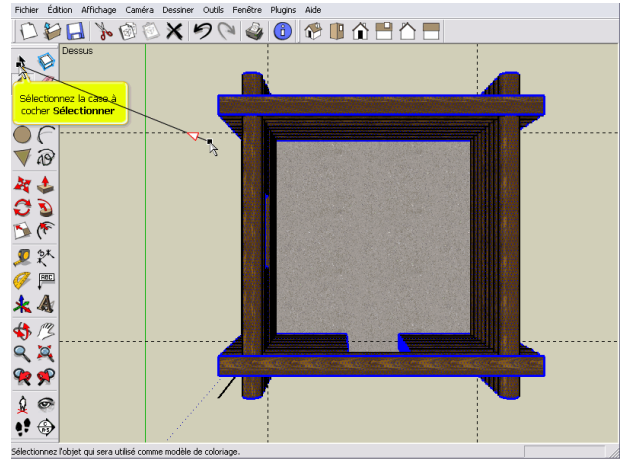 Fichier Édition Affichage Caméra Dessiner Outils Fenêtre Plugins Aide
Dessus
Sélectionnez la case à
cocher Sélectionner
ABC
Sélectionnez l'objet qui sera utilisé comme modèle de coloriage.